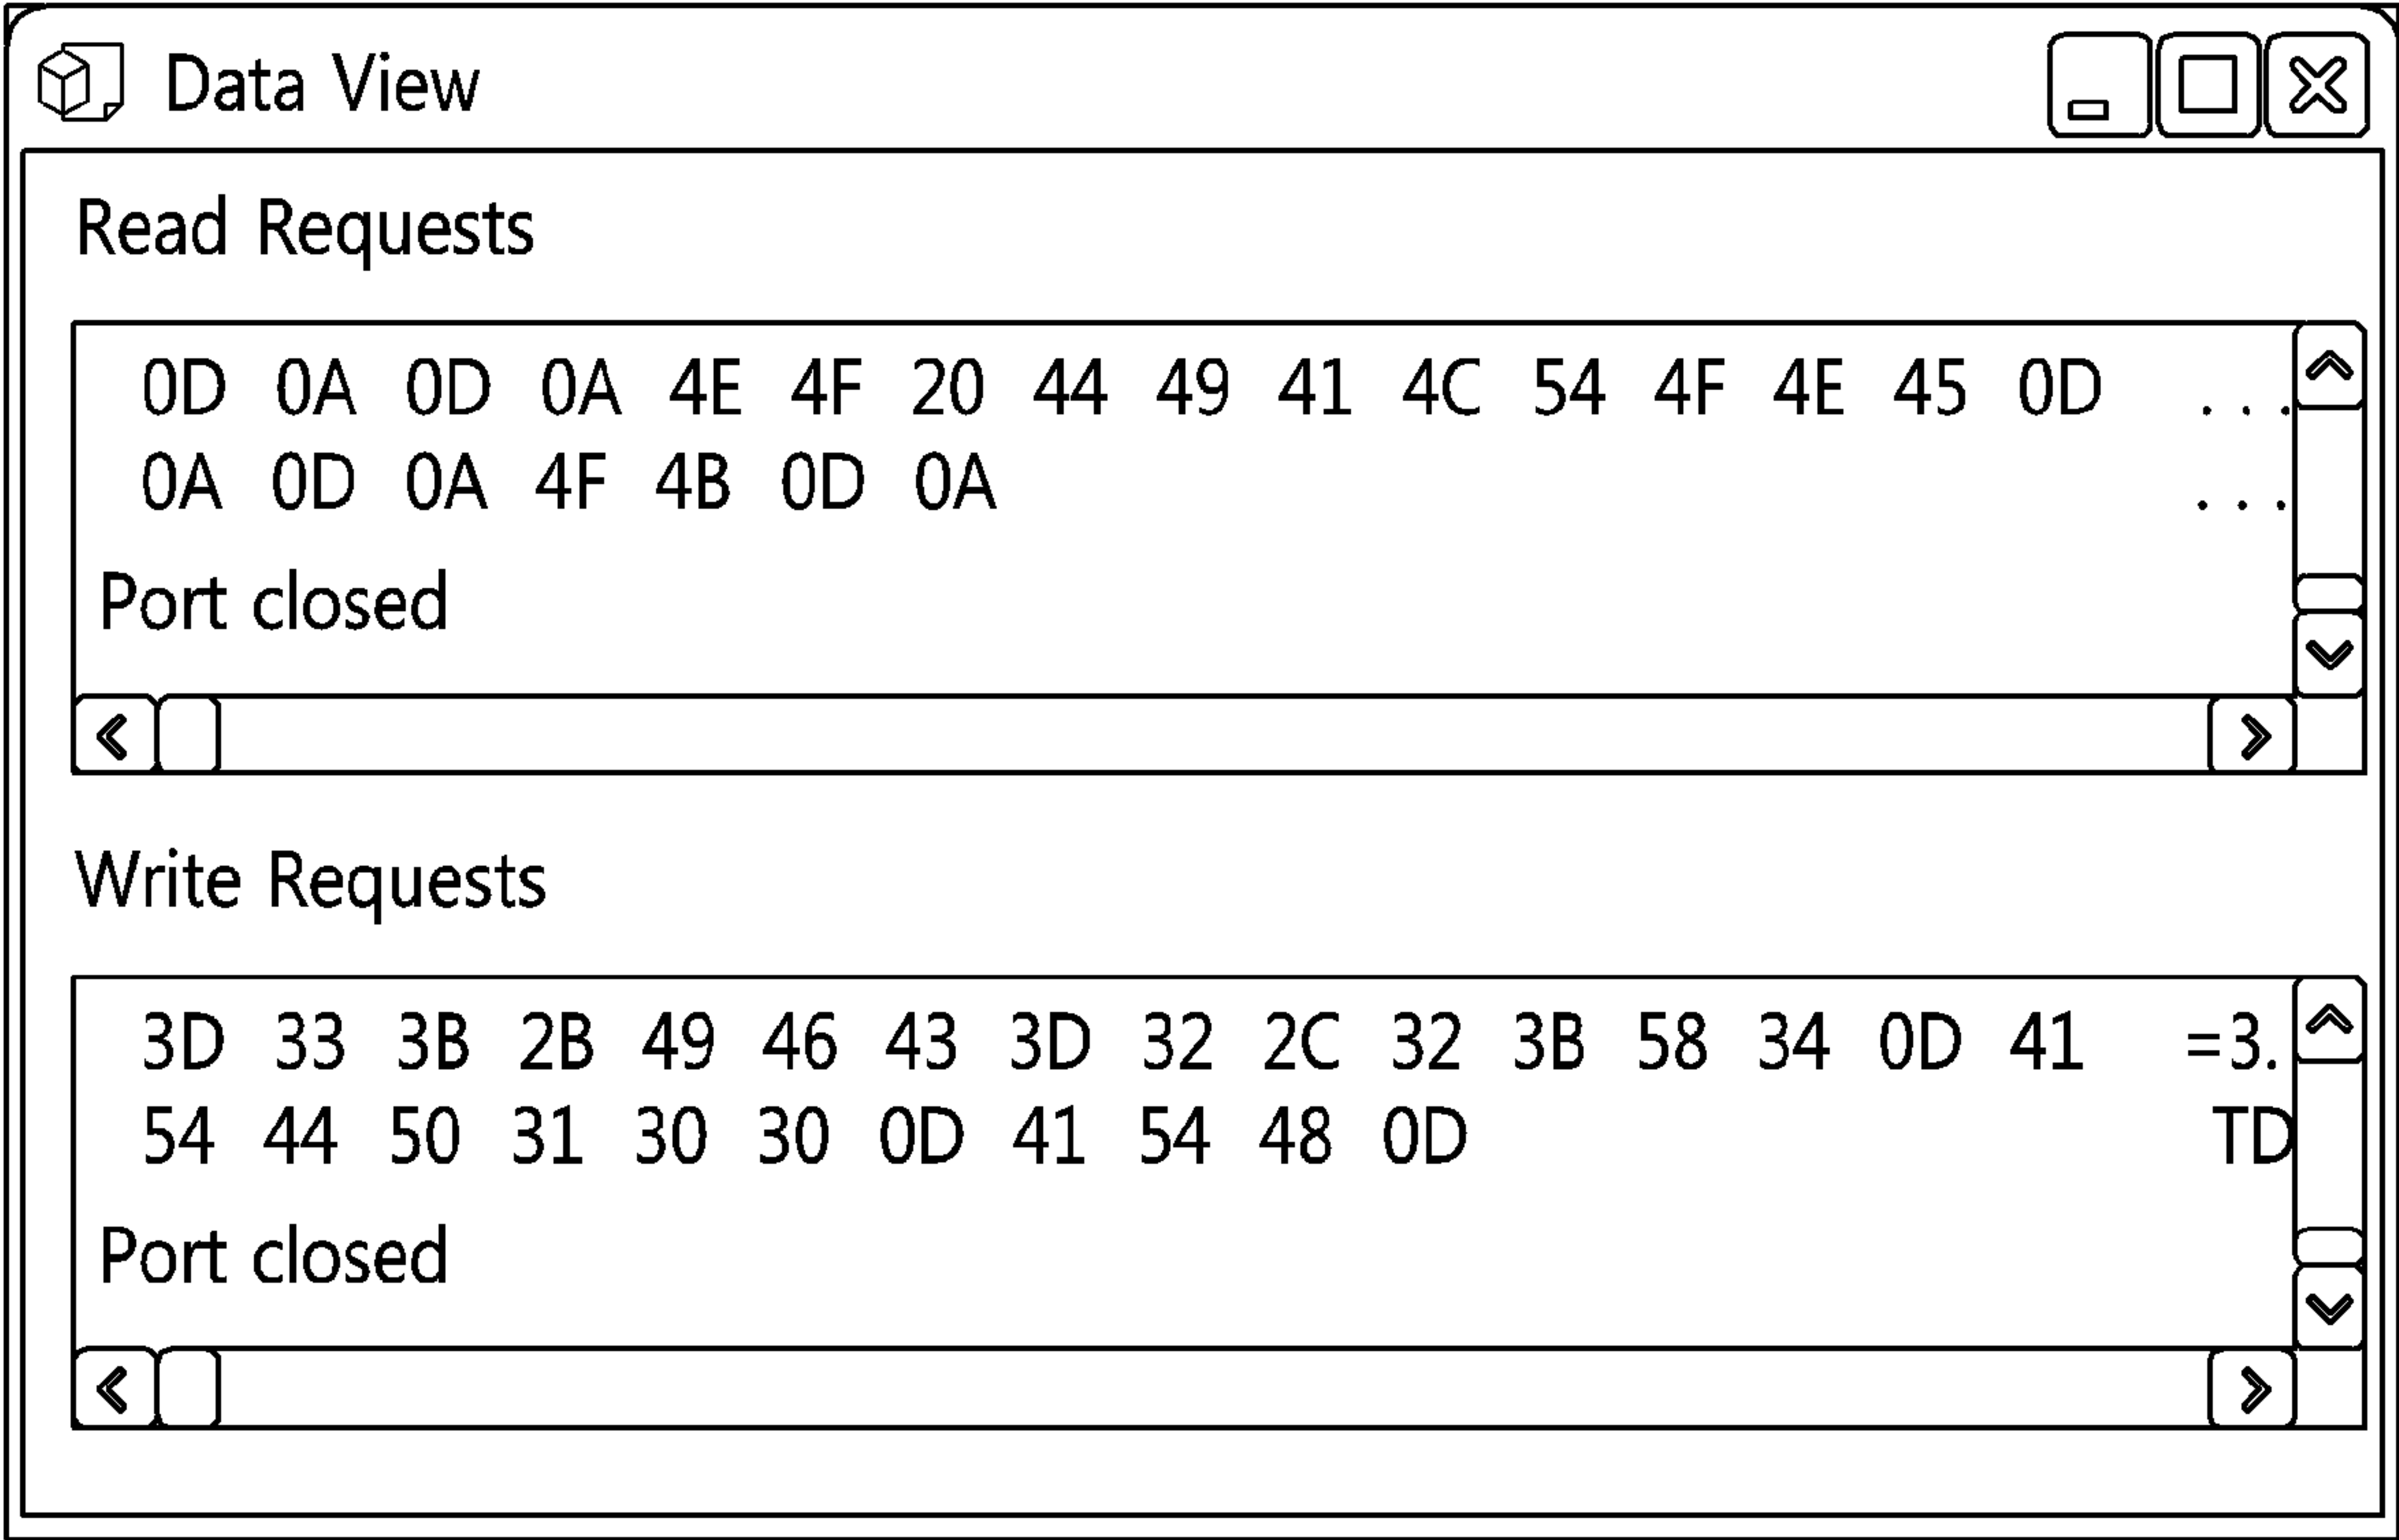 Data View
Read Requests
0D 0A 0D 0A 4E 4F 20 44 49 41 4C 54 4F 4E 45 0D ...
0A 0D 0A 4F 4B 0D 0A ...
Port closed
Write Requests
3D 33 3B 2B 49 46 43 3D 32 2C 32 3B 58 34 0D 41 =3.
54 44 50 31 30 30 0D 41 54 48 0D TD
Port closed